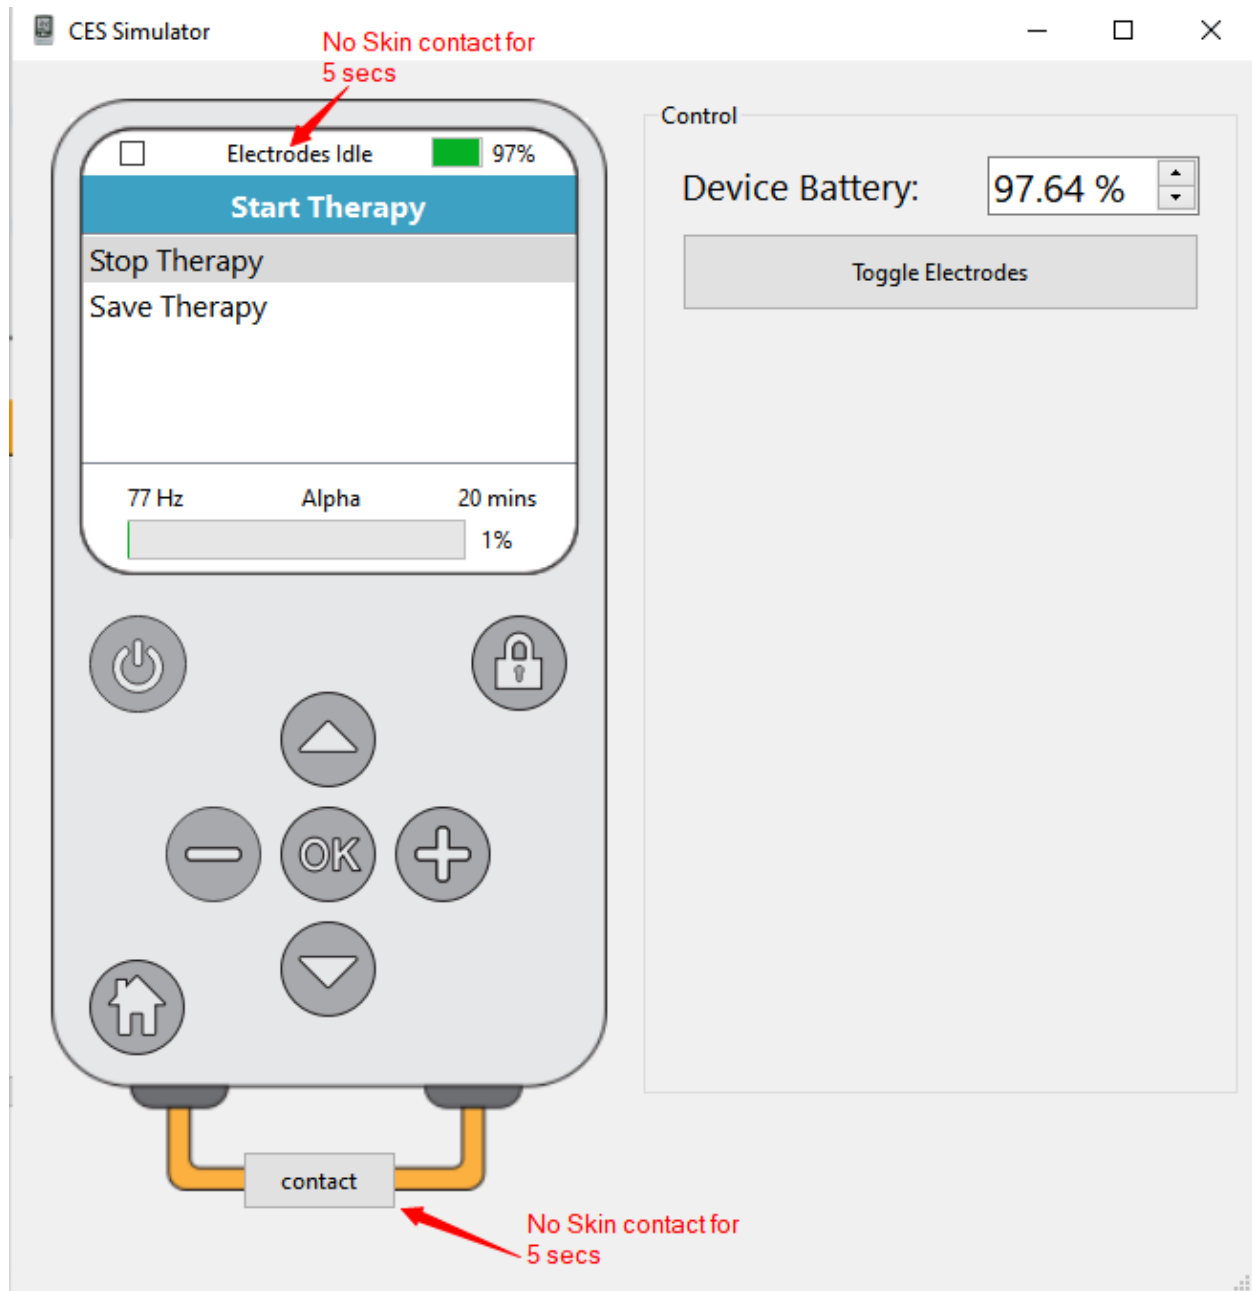 CES Simulator
No Skin contact for
5 secs
Electrodes Idle 97%
Start Therapy
Stop Therapy
Save Therapy
77 Hz Alpha 20 mins
1%
OK
contact
No Skin contact for
5 secs
Control
Device Battery: 97.64 %
Toggle Electrodes